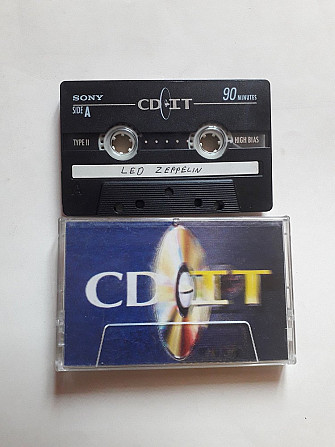 SONY CD IT 90 MINUTES
SIDE A
TYPE II HIGH BIAS
LED ZEPPELIN
CD IT